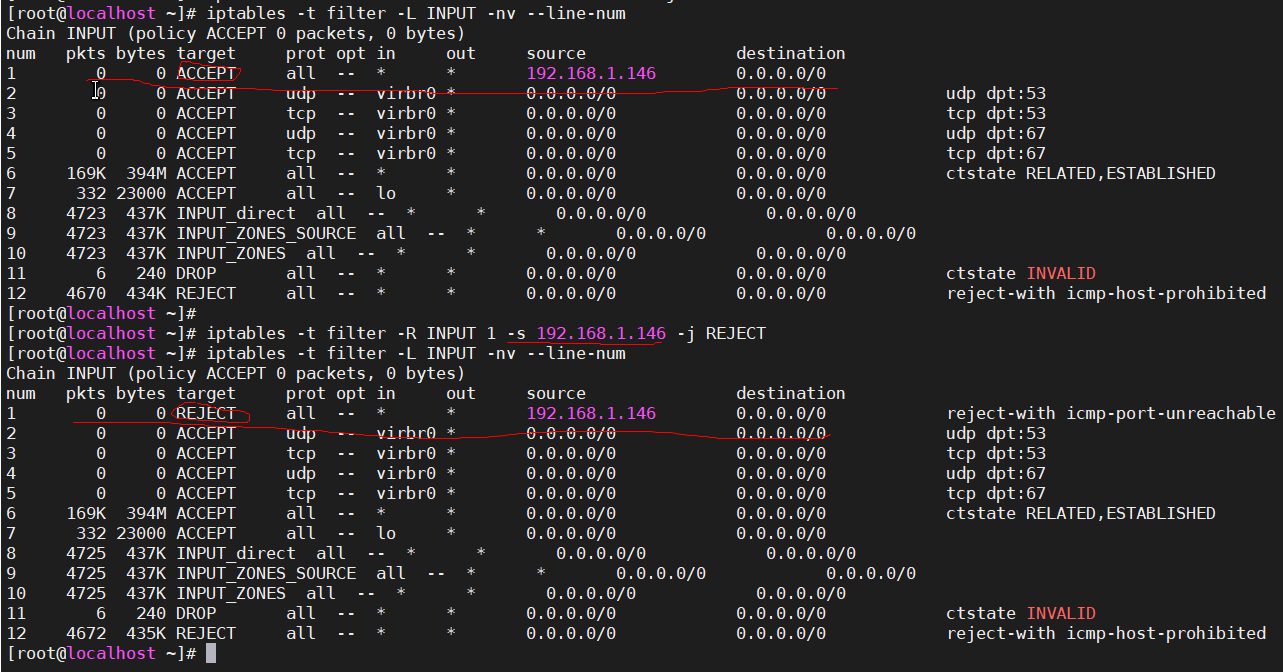 [root@localhost ~]# iptables -t filter -L INPUT -nv --line-num
Chain INPUT (policy ACCEPT 0 packets, 0 bytes)
num   pkts bytes target     prot opt in     out     source               destination
1        0     0 ACCEPT     all  --  *      *       192.168.1.146        0.0.0.0/0
2        0     0 ACCEPT     udp  --  virbr0 *       0.0.0.0/0            0.0.0.0/0            udp dpt:53
3        0     0 ACCEPT     tcp  --  virbr0 *       0.0.0.0/0            0.0.0.0/0            tcp dpt:53
4        0     0 ACCEPT     udp  --  virbr0 *       0.0.0.0/0            0.0.0.0/0            udp dpt:67
5        0     0 ACCEPT     tcp  --  virbr0 *       0.0.0.0/0            0.0.0.0/0            tcp dpt:67
6     169K  394M ACCEPT     all  --  *      *       0.0.0.0/0            0.0.0.0/0            ctstate RELATED,ESTABLISHED
7      332 23000 ACCEPT     all  --  lo     *       0.0.0.0/0            0.0.0.0/0
8     4723  437K INPUT_direct  all  --  *      *       0.0.0.0/0            0.0.0.0/0
9     4723  437K INPUT_ZONES_SOURCE  all  --  *      *       0.0.0.0/0            0.0.0.0/0
10    4723  437K INPUT_ZONES  all  --  *      *       0.0.0.0/0            0.0.0.0/0
11       6   240 DROP       all  --  *      *       0.0.0.0/0            0.0.0.0/0            ctstate INVALID
12    4670  434K REJECT     all  --  *      *       0.0.0.0/0            0.0.0.0/0            reject-with icmp-host-prohibited
[root@localhost ~]#
[root@localhost ~]# iptables -t filter -R INPUT 1 -s 192.168.1.146 -j REJECT
[root@localhost ~]# iptables -t filter -L INPUT -nv --line-num
Chain INPUT (policy ACCEPT 0 packets, 0 bytes)
num   pkts bytes target     prot opt in     out     source               destination
1        0     0 REJECT     all  --  *      *       192.168.1.146        0.0.0.0/0            reject-with icmp-port-unreachable
2        0     0 ACCEPT     udp  --  virbr0 *       0.0.0.0/0            0.0.0.0/0            udp dpt:53
3        0     0 ACCEPT     tcp  --  virbr0 *       0.0.0.0/0            0.0.0.0/0            tcp dpt:53
4        0     0 ACCEPT     udp  --  virbr0 *       0.0.0.0/0            0.0.0.0/0            udp dpt:67
5        0     0 ACCEPT     tcp  --  virbr0 *       0.0.0.0/0            0.0.0.0/0            tcp dpt:67
6     169K  394M ACCEPT     all  --  *      *       0.0.0.0/0            0.0.0.0/0            ctstate RELATED,ESTABLISHED
7      332 23000 ACCEPT     all  --  lo     *       0.0.0.0/0            0.0.0.0/0
8     4725  437K INPUT_direct  all  --  *      *       0.0.0.0/0            0.0.0.0/0
9     4725  437K INPUT_ZONES_SOURCE  all  --  *      *       0.0.0.0/0            0.0.0.0/0
10    4725  437K INPUT_ZONES  all  --  *      *       0.0.0.0/0            0.0.0.0/0
11       6   240 DROP       all  --  *      *       0.0.0.0/0            0.0.0.0/0            ctstate INVALID
12    4672  435K REJECT     all  --  *      *       0.0.0.0/0            0.0.0.0/0            reject-with icmp-host-prohibited
[root@localhost ~]#